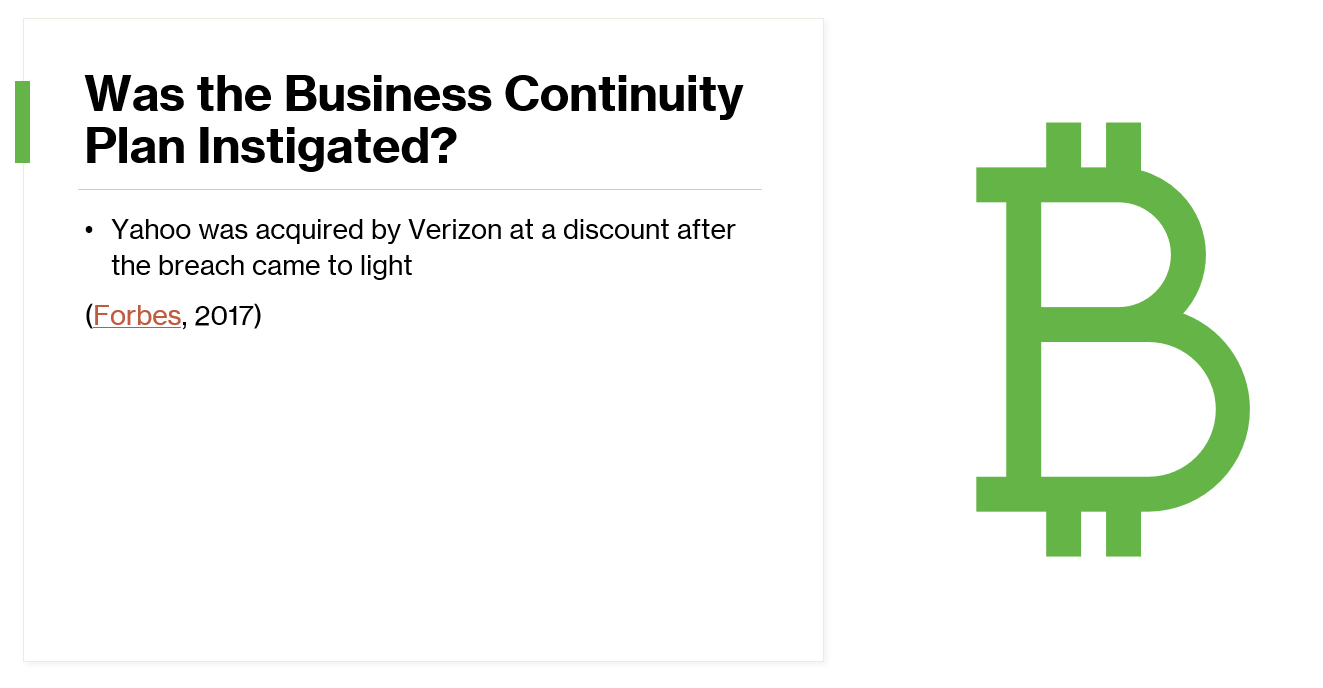 Was the Business Continuity
Plan Instigated?
• Yahoo was acquired by Verizon at a discount after
the breach came to light
(Forbes, 2017)